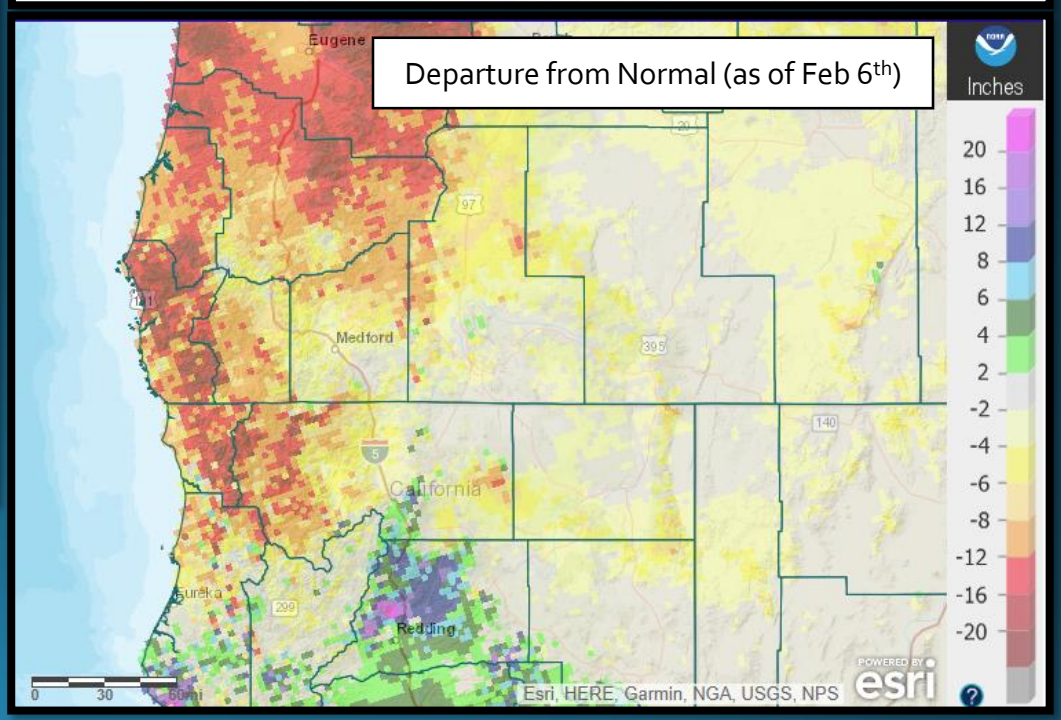 Departure from Normal (as of Feb 6th)
noaa
Inches
20
16
12
8
6
4
2
-2
-4
-6
-8
-12
-16
-20
Eugene
20
97
101
Medford
395
140
5
California
Eureka
299
Redding
0 30 60mi
Esri, HERE, Garmin, NGA, USGS, NPS
POWERED BY
esri
?